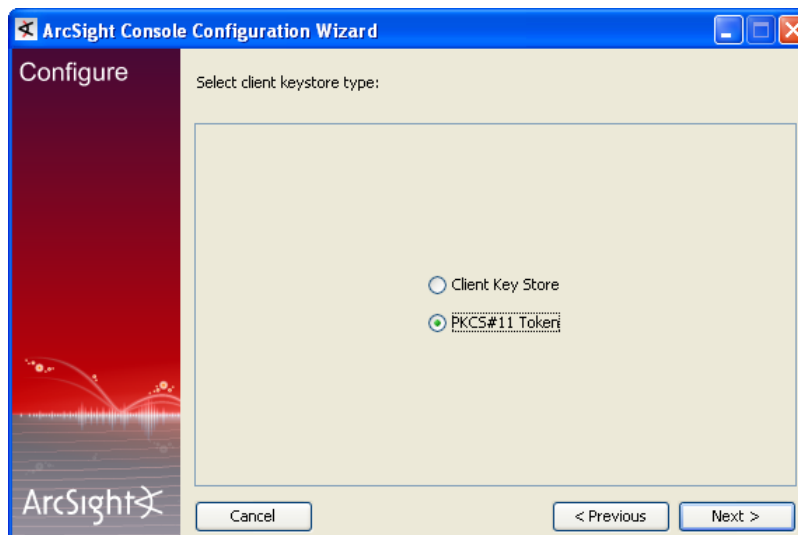 ArcSight Console Configuration Wizard
Configure
Select client keystore type:
Client Key Store
PKCS#11 Token
ArcSight
Cancel
< Previous
Next >